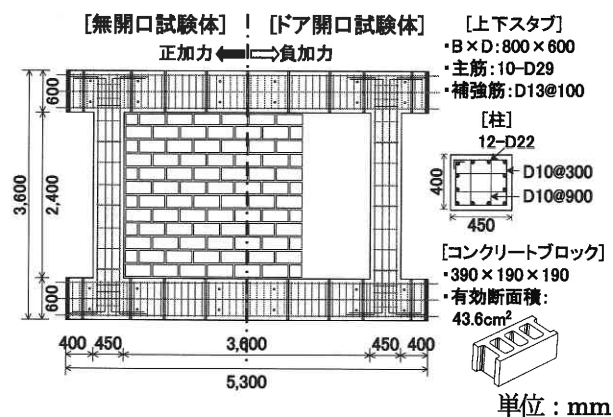 [無開口試験体] [ドア開口試験体]
正加力 負加力
600
2,400
600
3,600
400 450 3,600 450 400
5,300
[上下スタブ]
・B×D:800×600
・主筋:10-D29
・補強筋:D13@100
[柱]
12-D22
D10@300
D10@900
400
450
[コンクリートブロック]
・390×190×190
・有効断面積:
43.6cm²
単位:mm